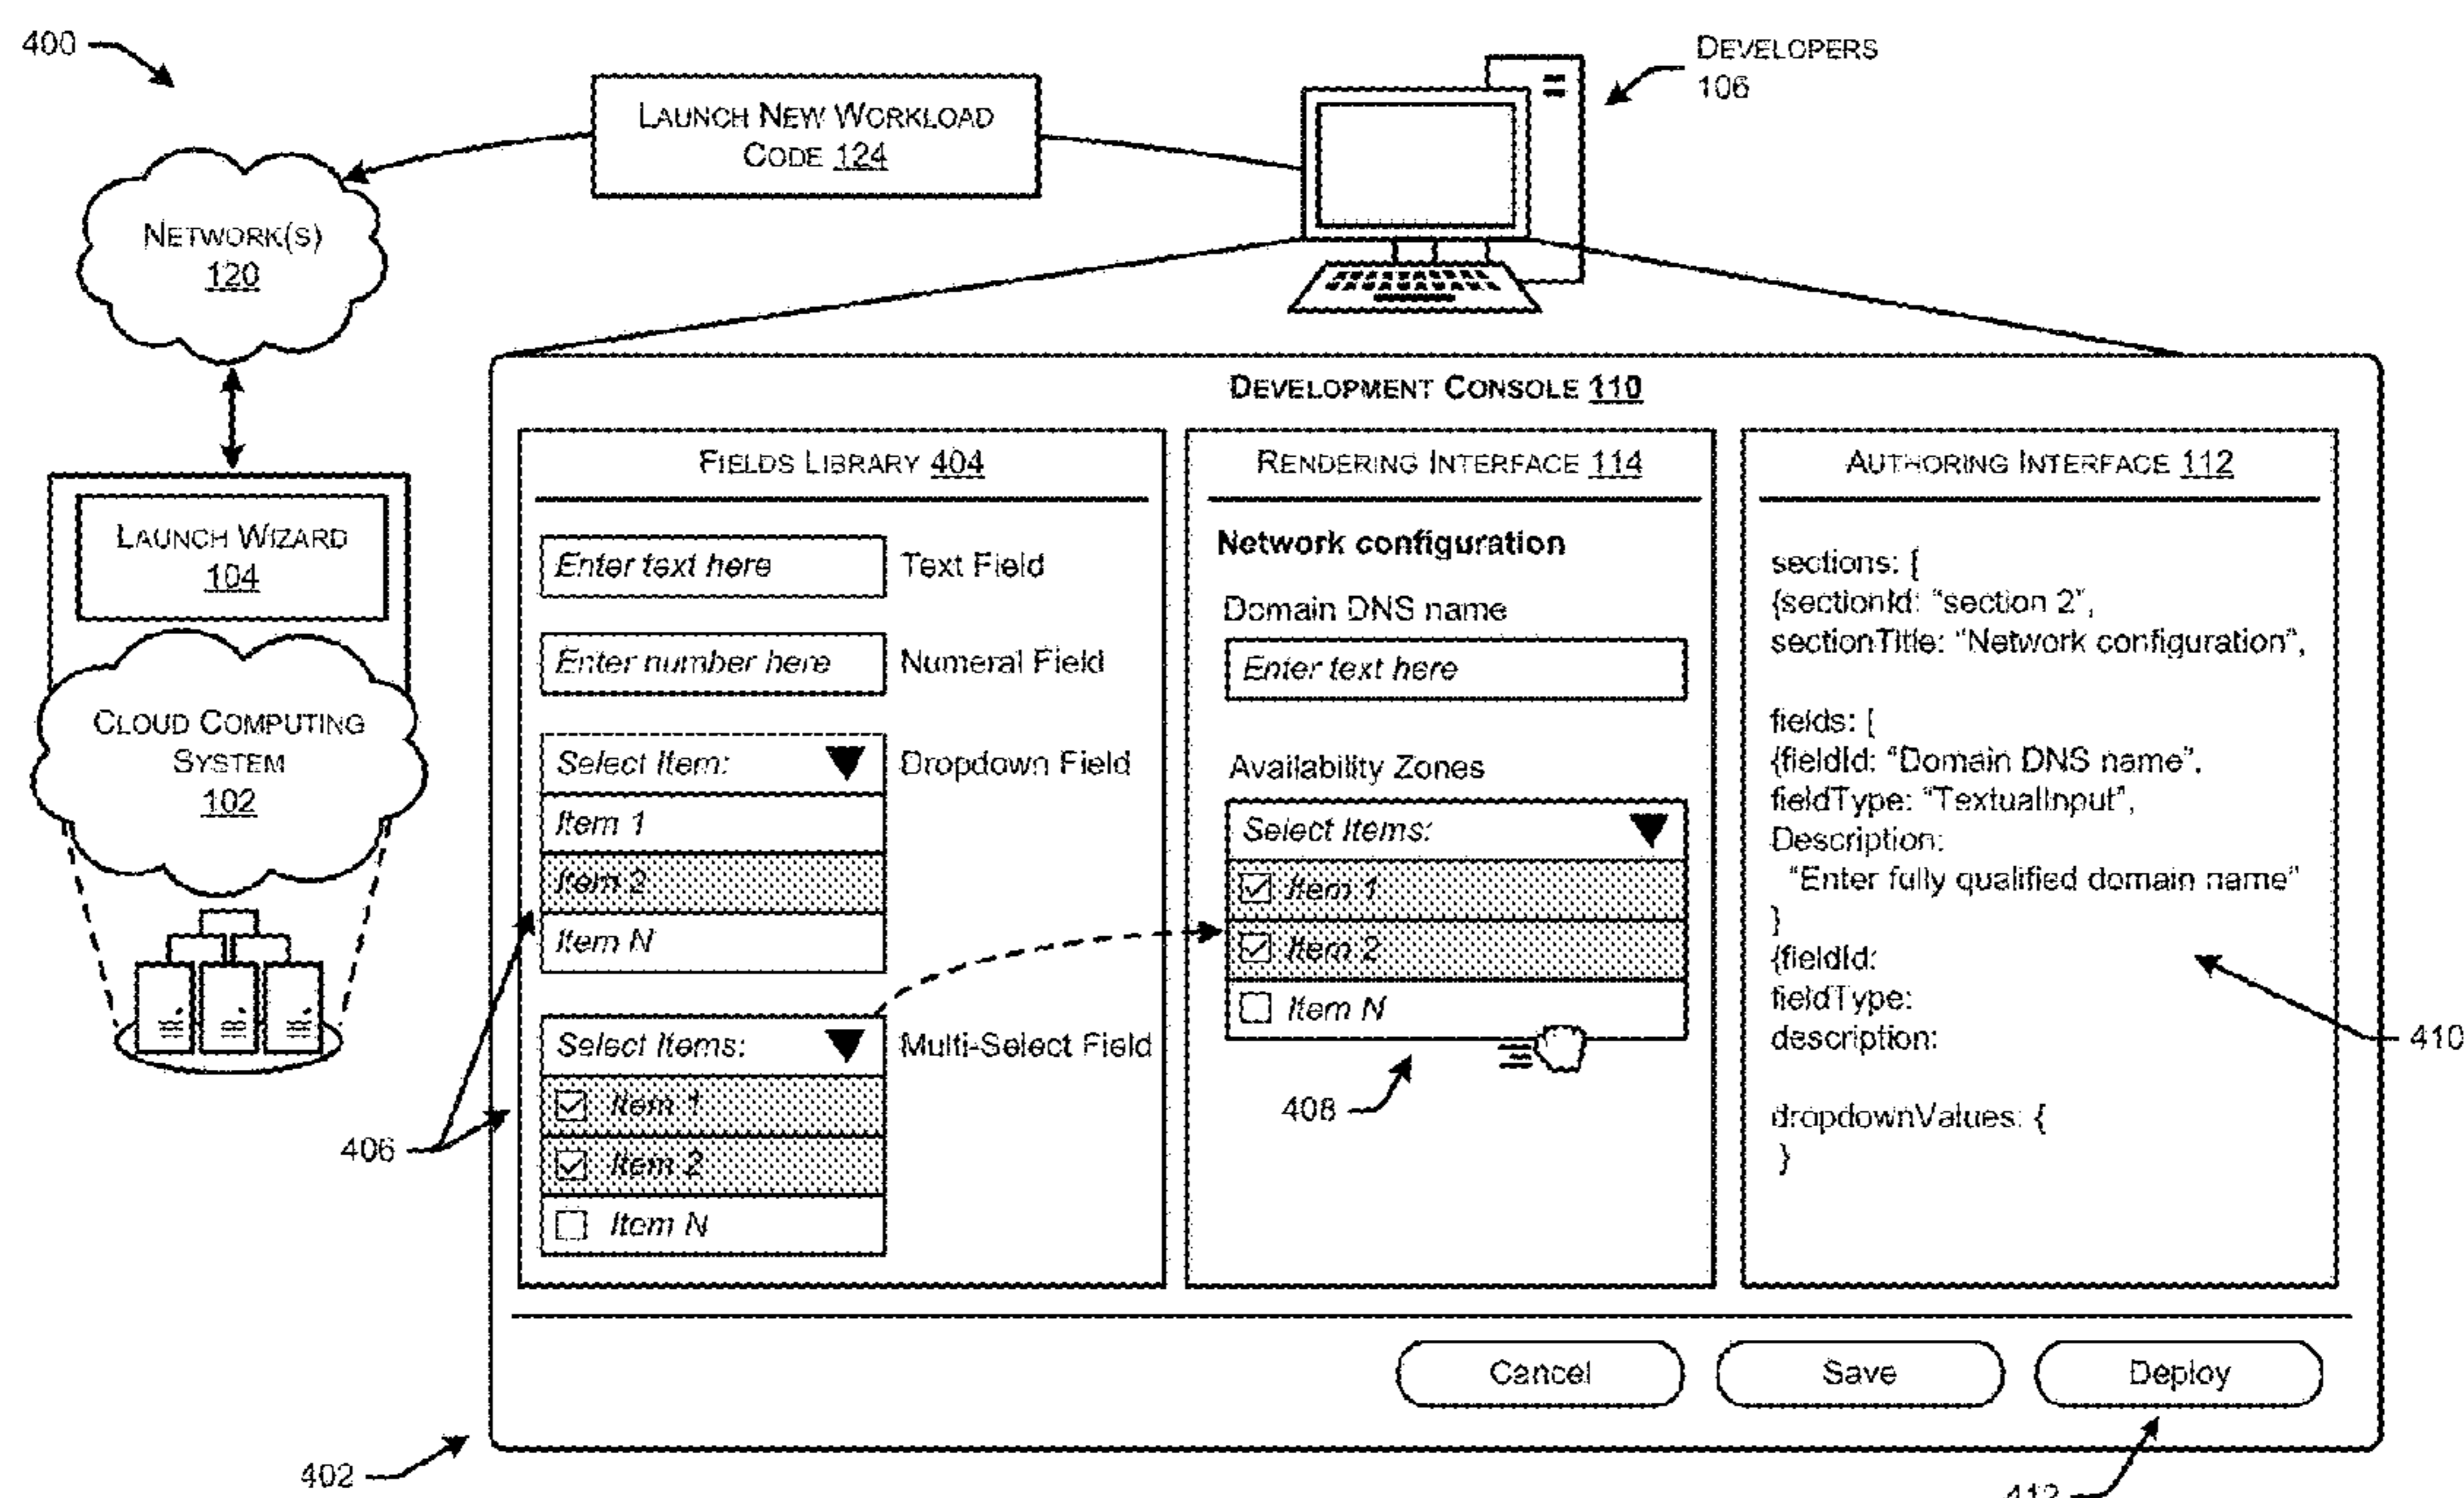 400
LAUNCH NEW WORKLOAD
CODE 124
DEVELOPERS
106
NETWORK(S)
120
LAUNCH WIZARD
104
CLOUD COMPUTING
SYSTEM
102
DEVELOPMENT CONSOLE 110
FIELDS LIBRARY 404
Enter text here
Text Field
Enter number here
Numeral Field
Select Item:
Dropdown Field
Item 1
Item 2
Item N
Select Items:
Multi-Select Field
Item 1
Item 2
Item N
406
RENDERING INTERFACE 114
Network configuration
Domain DNS name
Enter text here
Availability Zones
Select Items:
Item 1
Item 2
Item N
408
AUTHORING INTERFACE 112
sections: [
{sectionId: "section 2",
sectionTitle: "Network configuration",
fields: [
{fieldId: "Domain DNS name",
fieldType: "TextualInput",
Description:
"Enter fully qualified domain name"
}
{fieldId:
fieldType:
description:
dropdownValues: {
}
410
Cancel
Save
Deploy
402
412